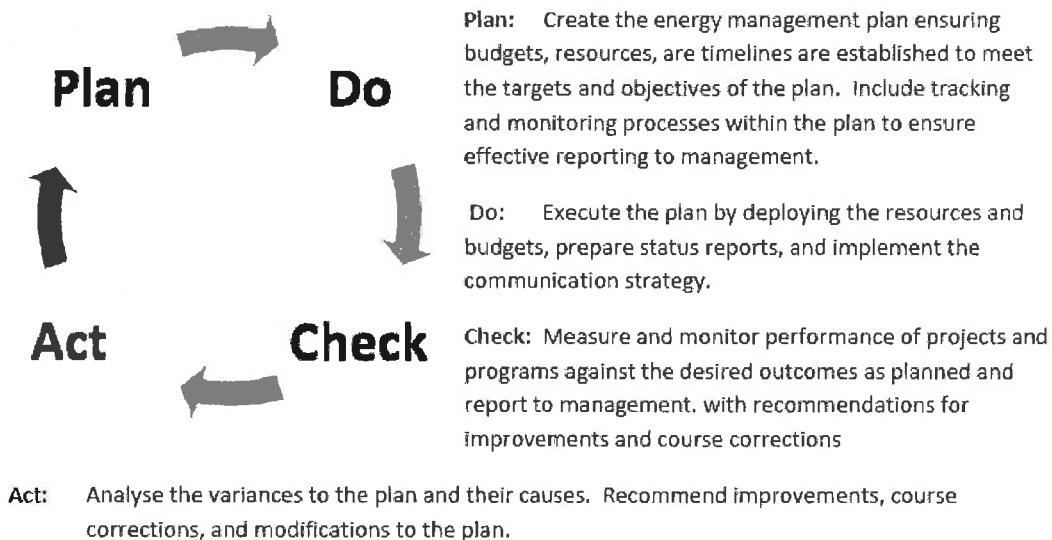 Plan
Do
Act
Check
Plan: Create the energy management plan ensuring
budgets, resources, are timelines are established to meet
the targets and objectives of the plan. Include tracking
and monitoring processes within the plan to ensure
effective reporting to management.
Do: Execute the plan by deploying the resources and
budgets, prepare status reports, and implement the
communication strategy.
Check: Measure and monitor performance of projects and
programs against the desired outcomes as planned and
report to management. with recommendations for
improvements and course corrections
Act: Analyse the variances to the plan and their causes. Recommend improvements, course
corrections, and modifications to the plan.